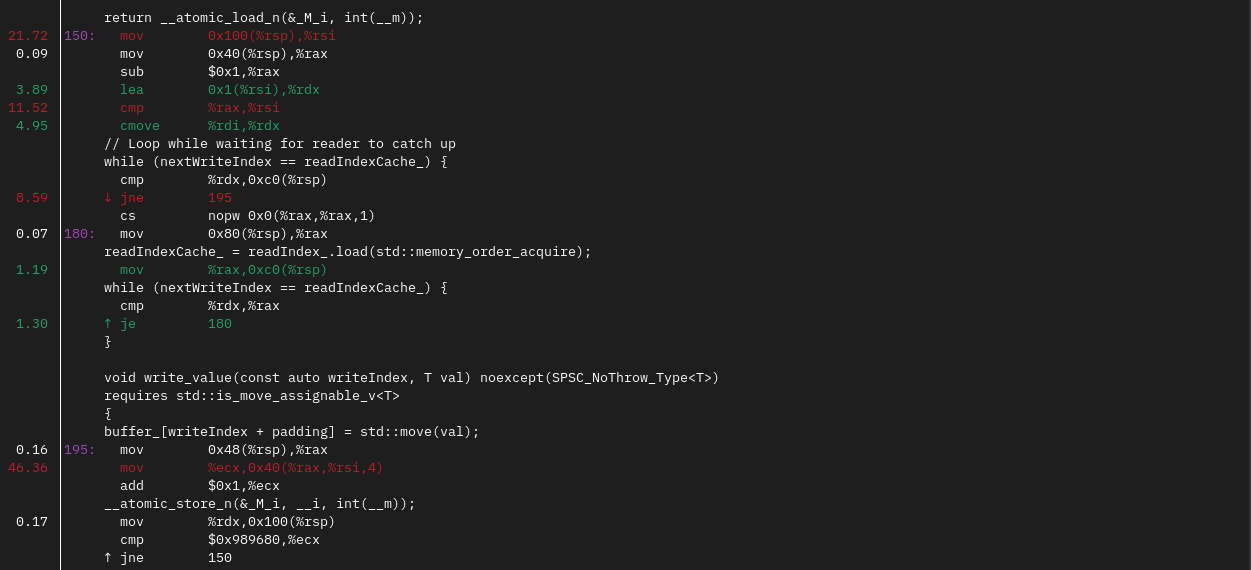 return __atomic_load_n(&_M_i, int(__m));
21.72 150: mov 0x100(%rsp),%rsi
0.09 mov 0x40(%rsp),%rax
sub $0x1,%rax
3.89 lea 0x1(%rsi),%rdx
11.52 cmp %rax,%rsi
4.95 cmove %rdi,%rdx
// Loop while waiting for reader to catch up
while (nextWriteIndex == readIndexCache_) {
cmp %rdx,0xc0(%rsp)
8.59 ↓ jne 195
cs nopw 0x0(%rax,%rax,1)
0.07 180: mov 0x80(%rsp),%rax
readIndexCache_ = readIndex_.load(std::memory_order_acquire);
1.19 mov %rax,0xc0(%rsp)
while (nextWriteIndex == readIndexCache_) {
cmp %rdx,%rax
1.30 ↑ je 180
}
void write_value(const auto writeIndex, T val) noexcept(SPSC_NoThrow_Type<T>)
requires std::is_move_assignable_v<T>
{
buffer_[writeIndex + padding] = std::move(val);
0.16 195: mov 0x48(%rsp),%rax
46.36 mov %ecx,0x40(%rax,%rsi,4)
add $0x1,%ecx
__atomic_store_n(&_M_i, __i, int(__m));
0.17 mov %rdx,0x100(%rsp)
cmp $0x989680,%ecx
↑ jne 150